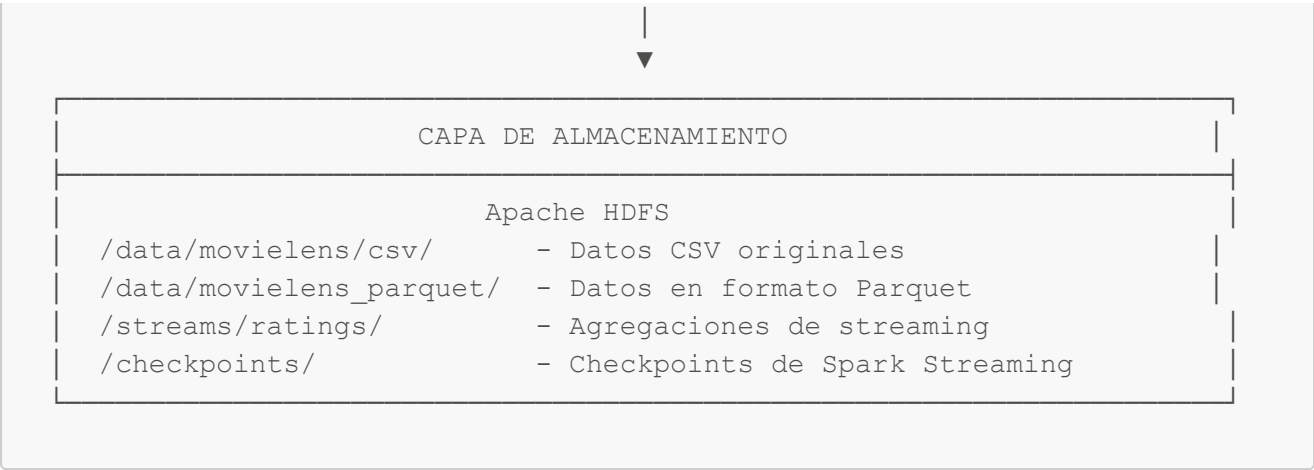 CAPA DE ALMACENAMIENTO
Apache HDFS
/data/movielens/csv/ - Datos CSV originales
/data/movielens_parquet/ - Datos en formato Parquet
/streams/ratings/ - Agregaciones de streaming
/checkpoints/ - Checkpoints de Spark Streaming